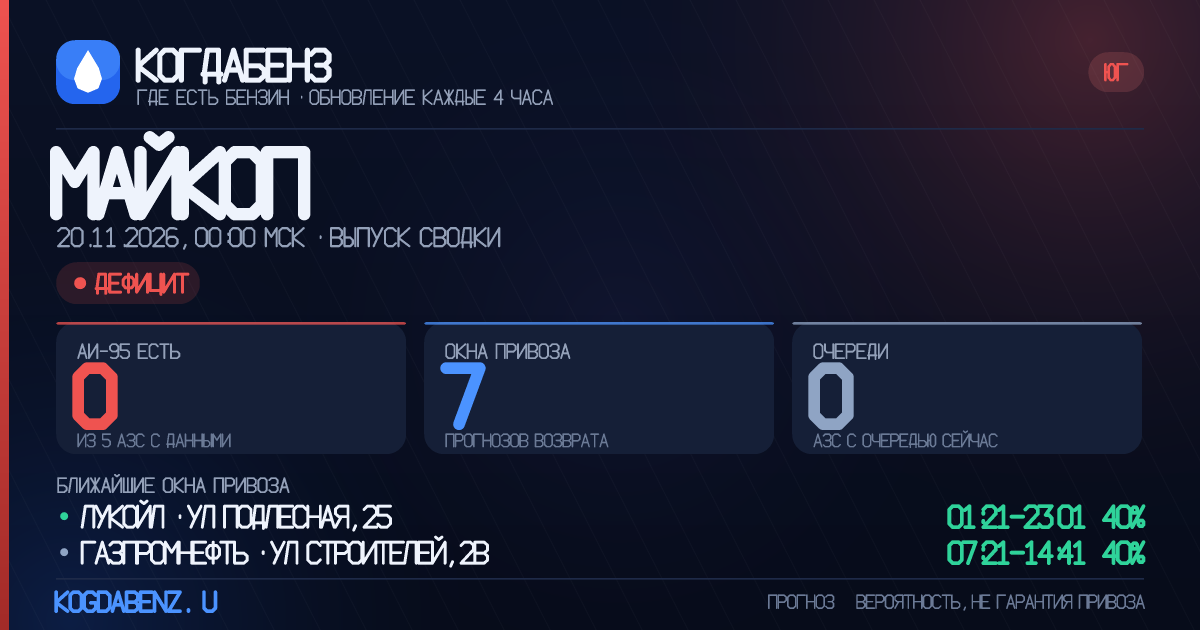 КОГДАБЕНЗ
ГДЕ ЕСТЬ БЕНЗИН · ОБНОВЛЕНИЕ КАЖДЫЕ 4 ЧАСА
ЮГ
МАЙКОП
20.11.2026, 00:00 МСК · ВЫПУСК СВОДКИ
ДЕФИЦИТ
АИ-95 ЕСТЬ
0
ИЗ 5 АЗС С ДАННЫМИ
ОКНА ПРИВОЗА
7
ПРОГНОЗОВ ВОЗВРАТА
ОЧЕРЕДИ
0
АЗС С ОЧЕРЕДЬЮ СЕЙЧАС
БЛИЖАЙШИЕ ОКНА ПРИВОЗА
ЛУКОЙЛ · УЛ ПОДЛЕСНАЯ, 25 01:21–23:01 40%
ГАЗПРОМНЕФТЬ · УЛ СТРОИТЕЛЕЙ, 2В 07:21–14:41 40%
KOGDABENZ. U
ПРОГНОЗ ВЕРОЯТНОСТЬ, НЕ ГАРАНТИЯ ПРИВОЗА